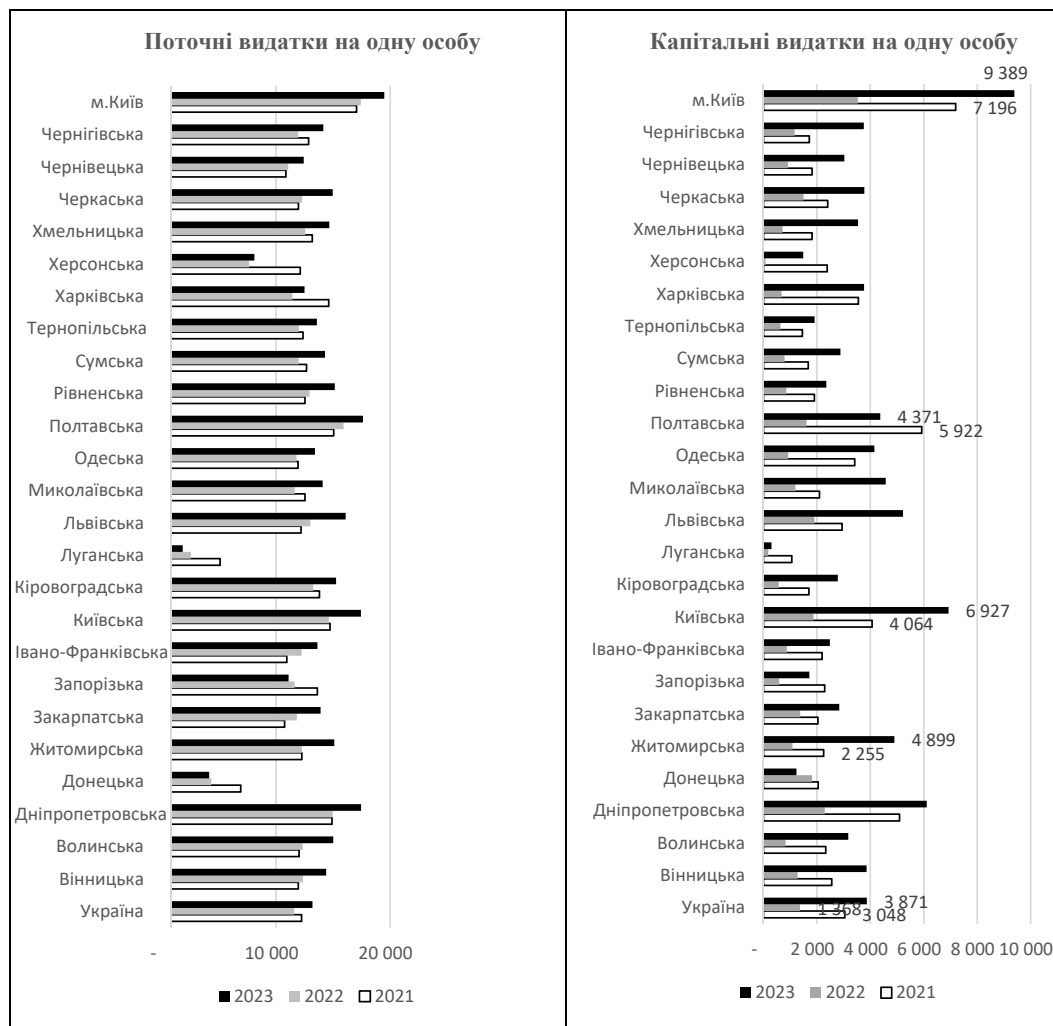 Поточні видатки на одну особу
м.Київ
Чернігівська
Чернівецька
Черкаська
Хмельницька
Херсонська
Харківська
Тернопільська
Сумська
Рівненська
Полтавська
Одеська
Миколаївська
Львівська
Луганська
Кіровоградська
Київська
Івано-Франківська
Запорізька
Закарпатська
Житомирська
Донецька
Дніпропетровська
Волинська
Вінницька
Україна
- 10 000 20 000
2023 2022 2021
Капітальні видатки на одну особу
9 389
м.Київ
7 196
Чернігівська
Чернівецька
Черкаська
Хмельницька
Херсонська
Харківська
Тернопільська
Сумська
Рівненська
Полтавська 4 371
5 922
Одеська
Миколаївська
Львівська
Луганська
Кіровоградська
Київська 6 927
4 064
Івано-Франківська
Запорізька
Закарпатська
Житомирська 4 899
2 255
Донецька
Дніпропетровська
Волинська
Вінницька
Україна 1 368 3 871
3 048
- 2 000 4 000 6 000 8 000 10 000
2023 2022 2021